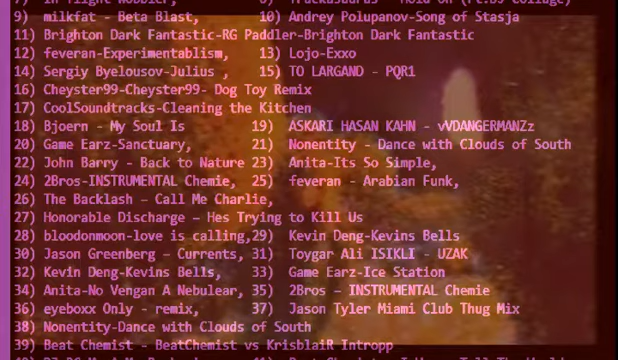 9) milkfat - Beta Blast, 10) Andrey Polupanov-Song of Stasja
11) Brighton Dark Fantastic-RG Paddler-Brighton Dark Fantastic
12) feveran-Experimentablism, 13) Lojo-Exxo
14) Sergiy Byelousov-Julius , 15) TO LARGAND - PQR1
16) Cheyster99-Cheyster99- Dog Toy Remix
17) CoolSoundtracks-Cleaning the Kitchen
18) Bjoern - My Soul Is 19) ASKARI HASAN KAHN - vVDANGERMANZz
20) Game Earz-Sanctuary, 21) Nonentity - Dance with Clouds of South
22) John Barry - Back to Nature 23) Anita-Its So Simple,
24) 2Bros-INSTRUMENTAL Chemie, 25) feveran - Arabian Funk,
26) The Backlash - Call Me Charlie,
27) Honorable Discharge - Hes Trying to Kill Us
28) bloodonmoon-love is calling,29) Kevin Deng-Kevins Bells
30) Jason Greenberg - Currents, 31) Toygar Ali ISIKLI - UZAK
32) Kevin Deng-Kevins Bells, 33) Game Earz-Ice Station
34) Anita-No Vengan A Nebulear, 35) 2Bros - INSTRUMENTAL Chemie
36) eyeboxx Only - remix, 37) Jason Tyler Miami Club Thug Mix
38) Nonentity-Dance with Clouds of South
39) Beat Chemist - BeatChemist vs KrisblaiR Intropp